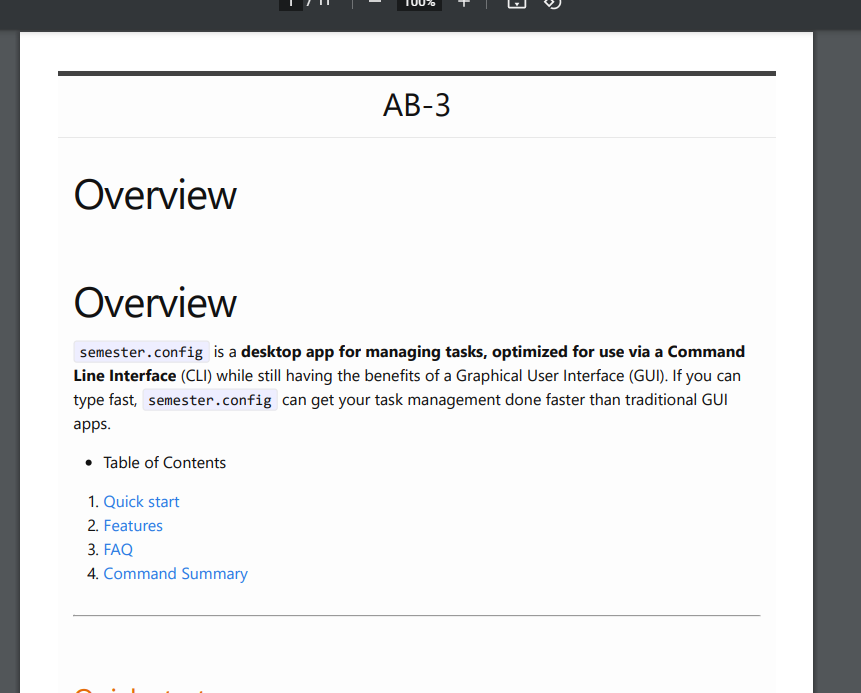 1 / 11
100%
AB-3
Overview
Overview
semester.config is a desktop app for managing tasks, optimized for use via a Command
Line Interface (CLI) while still having the benefits of a Graphical User Interface (GUI). If you can
type fast, semester.config can get your task management done faster than traditional GUI
apps.
• Table of Contents
1. Quick start
2. Features
3. FAQ
4. Command Summary